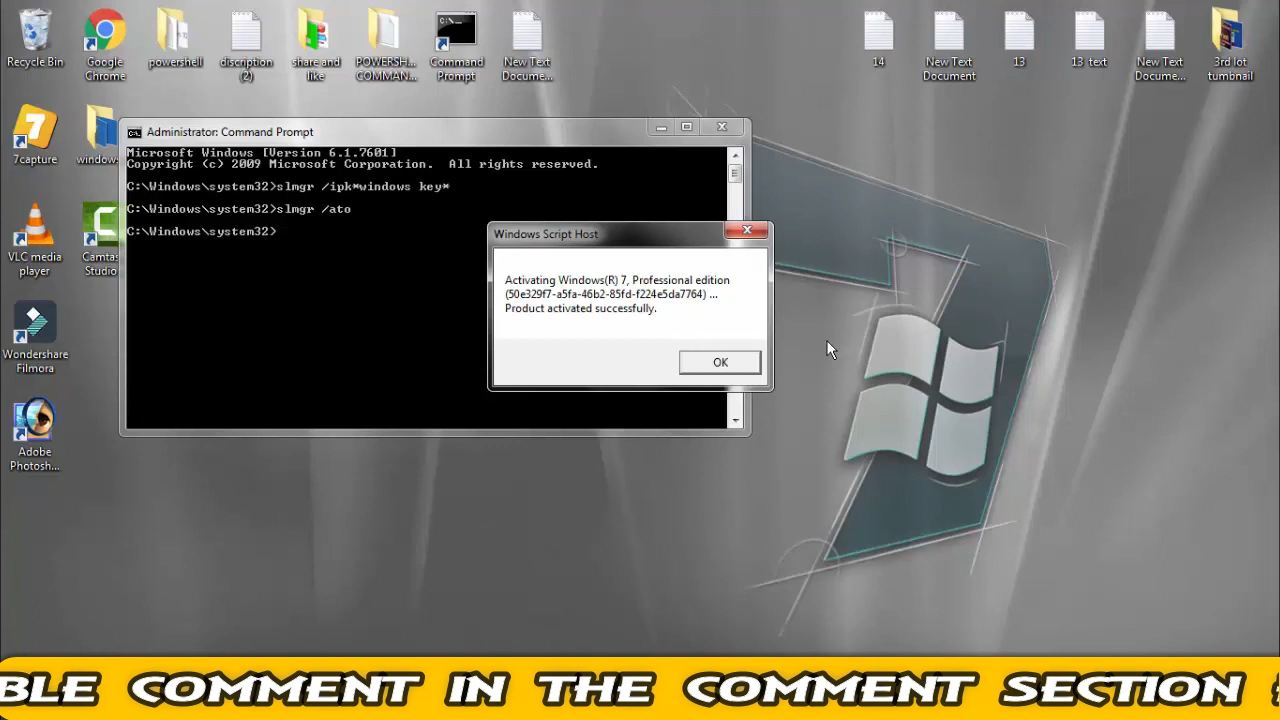 Recycle Bin
Google
Chrome
powershell
discription
(2)
share and
like
POWERSH...
COMMAN...
Command
Prompt
New Text
Docume...
14
New Text
Document
13
13 text
New Text
Docume...
3rd lot
tumbnail
7capture
windows
VLC media
player
Camtas
Studio
Wondershare
Filmora
Adobe
Photosh...
Administrator: Command Prompt
Microsoft Windows [Version 6.1.7601]
Copyright (c) 2009 Microsoft Corporation.  All rights reserved.
C:\Windows\system32>slmgr /ipk*windows key*
C:\Windows\system32>slmgr /ato
C:\Windows\system32>
Windows Script Host
Activating Windows(R) 7, Professional edition
(50e329f7-a5fa-46b2-85fd-f224e5da7764) ...
Product activated successfully.
OK
BLE COMMENT IN THE COMMENT SECTION